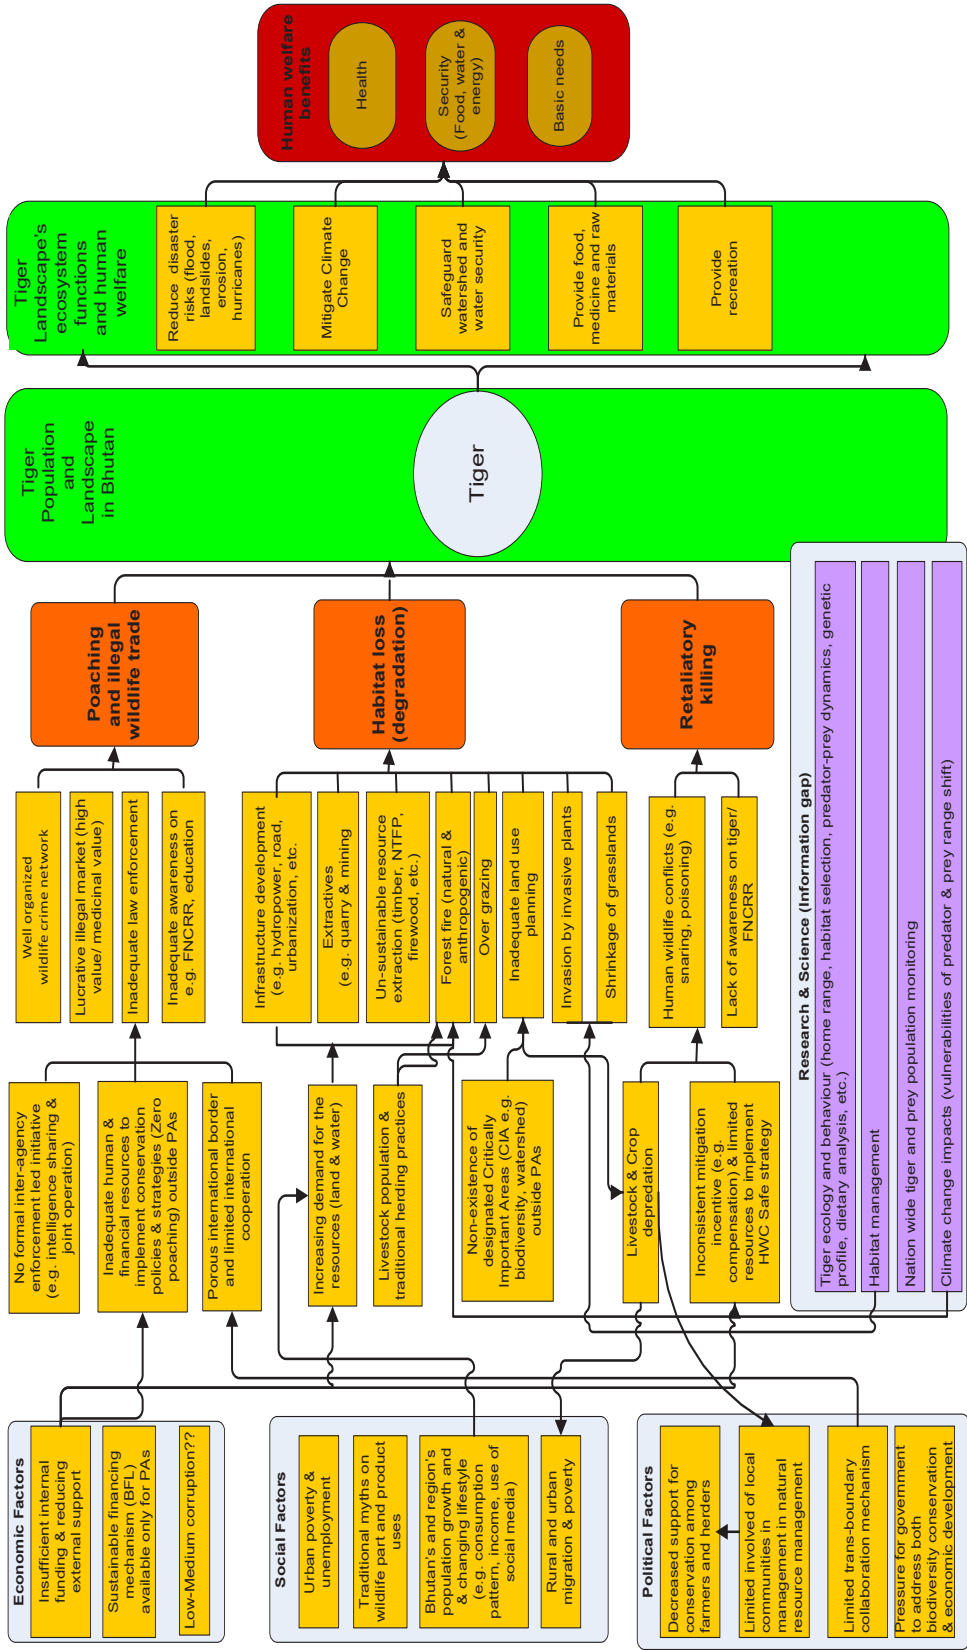 Economic Factors
Insufficient internal
funding & reducing
external support
Sustainable financing
mechanism (BFL)
available only for PAs
Low-Medium corruption??
Social Factors
Urban poverty &
unemployment
Traditional myths on
wildlife part and product
uses
Bhutan's and region's
population growth and
& changing lifestyle
(e.g. consumption
pattern, income, use of
social media)
Rural and urban
migration & poverty
Political Factors
Decreased support for
conservation among
farmers and herders
Limited involved of local
communities in
management in natural
resource management
Limited trans-boundary
collaboration mechanism
Pressure for government
to address both
biodiversity conservation
& economic development
No formal inter-agency
enforcement led initiative
(e.g. intelligence sharing &
joint operation)
Inadequate human &
financial resources to
implement conservation
policies & strategies (Zero
poaching) outside PAs
Porous international border
and limited international
cooperation
Increasing demand for the
resources (land & water)
Livestock population &
traditional herding practices
Non-existence of
designated Critically
Important Areas (CIA e.g.
biodiversity, watershed)
outside PAs
Livestock & Crop
depredation
Inconsistent mitigation
incentive (e.g.
compensation) & limited
resources to implement
HWC Safe strategy
Well organized
wildlife crime network
Lucrative illegal market (high
value/ medicinal value)
Inadequate law enforcement
Inadequate awareness on
e.g. FNCRR, education
Infrastructure development
(e.g. hydropower, road,
urbanization, etc.
Extractives
(e.g. quarry & mining
Un-sustainable resource
extraction (timber, NTFP,
firewood, etc.)
Forest fire (natural &
anthropogenic)
Over grazing
Inadequate land use
planning
Invasion by invasive plants
Shrinkage of grasslands
Human wildlife conflicts (e.g.
snaring, poisoning)
Lack of awareness on tiger/
FNCRR
Research & Science (Information gap)
Tiger ecology and behaviour (home range, habitat selection, predator-prey dynamics, genetic
profile, dietary analysis, etc.)
Habitat management
Nation wide tiger and prey population monitoring
Climate change impacts (vulnerabilities of predator & prey range shift)
Poaching
and illegal
wildlife trade
Habitat loss
(degradation)
Retaliatory
killing
Tiger
Population
and
Landscape
in Bhutan
Tiger
Tiger
Landscape's
ecosystem
functions
and human
welfare
Reduce disaster
risks (flood,
landslides,
erosion,
hurricanes)
Mitigate Climate
Change
Safeguard
watershed and
water security
Provide food,
medicine and raw
materials
Provide
recreation
Human welfare
benefits
Health
Security
(Food, water &
energy)
Basic needs